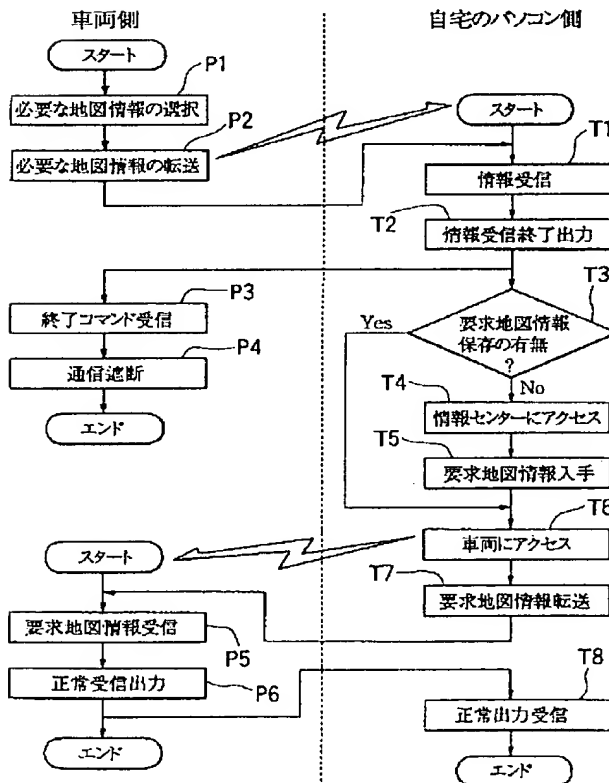 車両側
自宅のパソコン側
スタート
P1
必要な地図情報の選択
P2
必要な地図情報の転送
スタート
T1
情報受信
T2
情報受信終了出力
P3
終了コマンド受信
P4
通信遮断
エンド
T3
要求地図情報
保存の有無
?
Yes
No
T4
情報センターにアクセス
T5
要求地図情報入手
T6
車両にアクセス
T7
要求地図情報転送
スタート
要求地図情報受信
P5
正常受信出力
P6
エンド
T8
正常出力受信
エンド